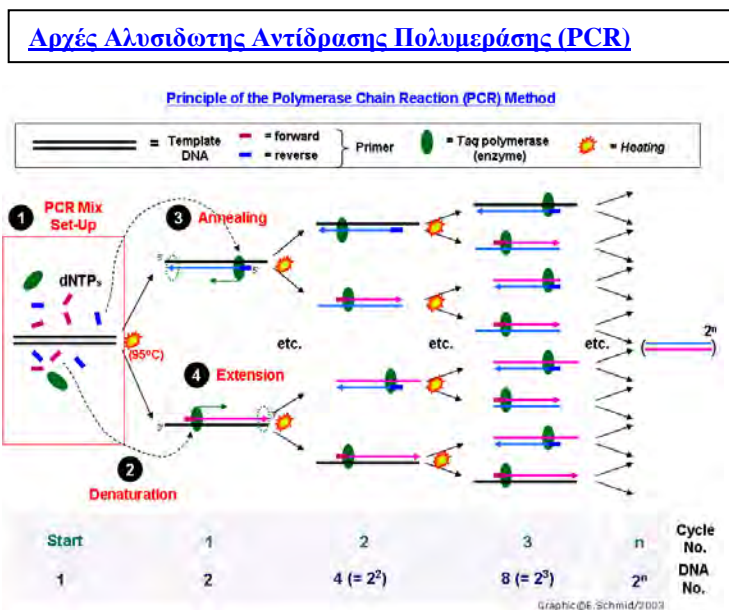 Αρχές Αλυσιδωτης Αντίδρασης Πολυμεράσης (PCR)
Principle of the Polymerase Chain Reaction (PCR) Method
= Template DNA
= forward
= reverse
Primer
= Taq polymerase
(enzyme)
= Heating
1 PCR Mix
Set-Up
dNTPs
(95°C)
3 Annealing
5'
5'
4 Extension
3'
2
Denaturation
etc.
etc.
etc.
2ⁿ
Start 1 2 3 n Cycle No.
1 2 4 (= 2²) 8 (= 2³) 2ⁿ DNA No.
Graphic©E.Schmid/2003